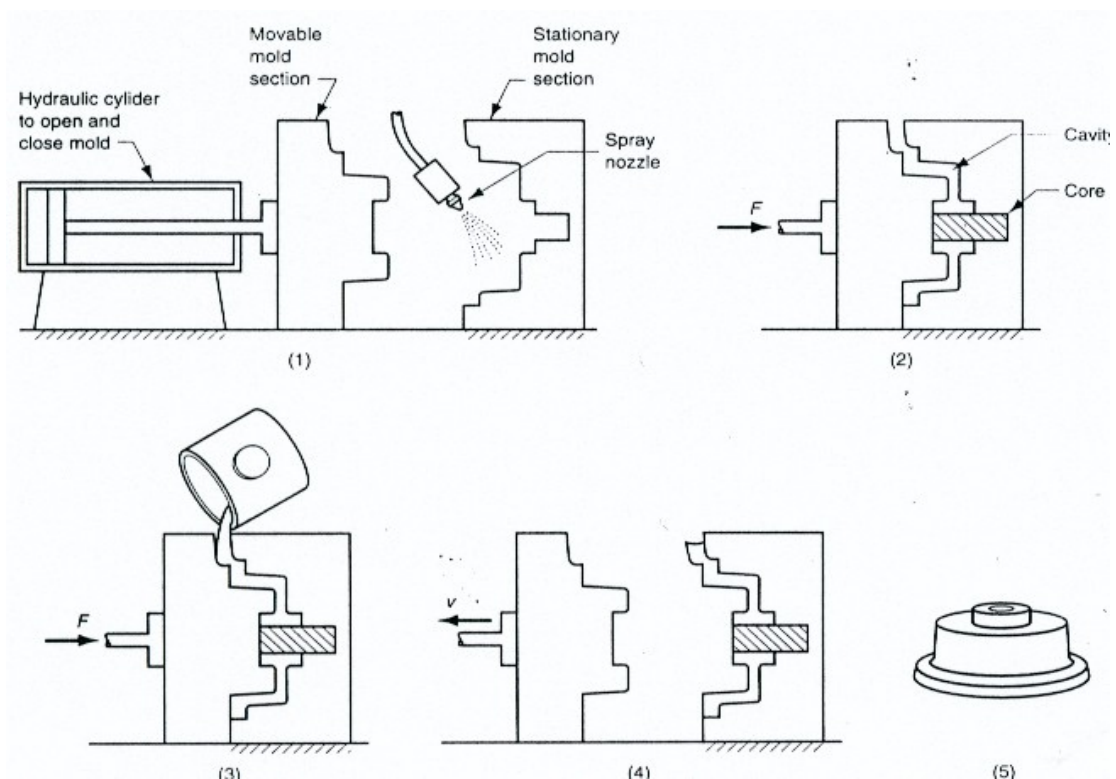 Movable
mold
section
Stationary
mold
section
Hydraulic cylider
to open and
close mold
Spray
nozzle
(1)
Cavity
Core
F
(2)
F
(3)
v
(4)
(5)